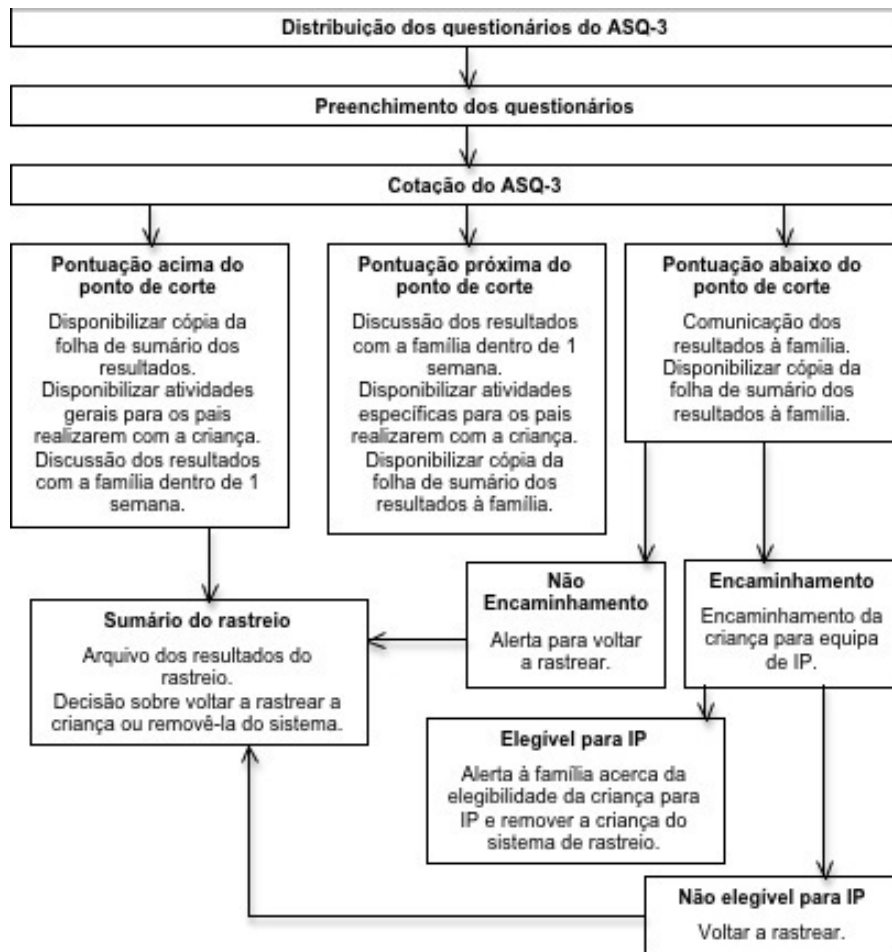 Distribuição dos questionários do ASQ-3
Preenchimento dos questionários
Cotação do ASQ-3
Pontuação acima do
ponto de corte
Disponibilizar cópia da
folha de sumário dos
resultados.
Disponibilizar atividades
gerais para os pais
realizarem com a criança.
Discussão dos resultados
com a família dentro de 1
semana.
Pontuação próxima do
ponto de corte
Discussão dos resultados
com a família dentro de 1
semana.
Disponibilizar atividades
específicas para os pais
realizarem com a criança.
Disponibilizar cópia da
folha de sumário dos
resultados à família.
Pontuação abaixo do
ponto de corte
Comunicação dos
resultados à família.
Disponibilizar cópia da
folha de sumário dos
resultados à família.
Não
Encaminhamento
Alerta para voltar
a rastrear.
Encaminhamento
Encaminhamento da
criança para equipa
de IP.
Sumário do rastreio
Arquivo dos resultados do
rastreio.
Decisão sobre voltar a rastrear a
criança ou removê-la do sistema.
Elegível para IP
Alerta à família acerca da
elegibilidade da criança para
IP e remover a criança do
sistema de rastreio.
Não elegível para IP
Voltar a rastrear.